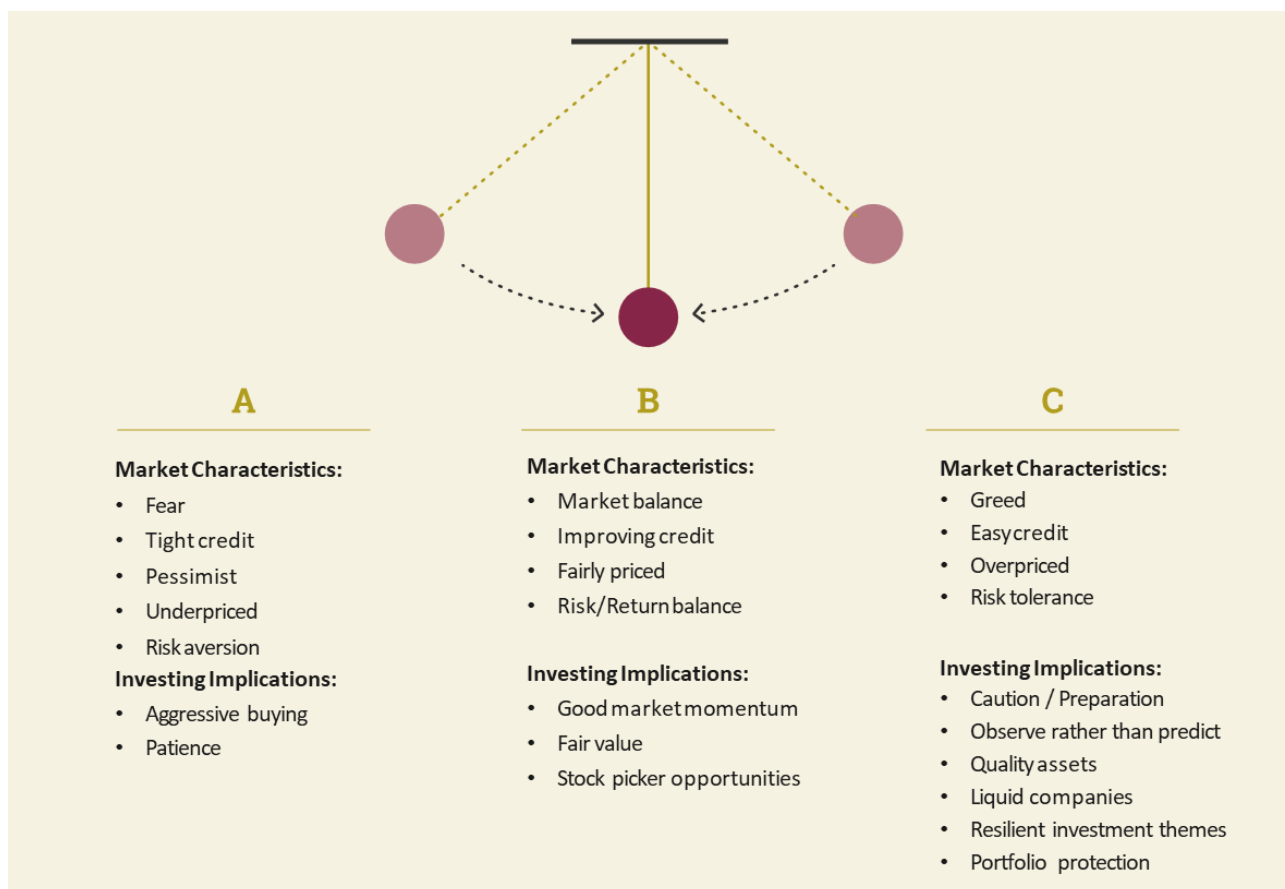 A
Market Characteristics:
• Fear
• Tight credit
• Pessimist
• Underpriced
• Risk aversion
Investing Implications:
• Aggressive buying
• Patience
B
Market Characteristics:
• Market balance
• Improving credit
• Fairly priced
• Risk/Return balance
Investing Implications:
• Good market momentum
• Fair value
• Stock picker opportunities
C
Market Characteristics:
• Greed
• Easy credit
• Overpriced
• Risk tolerance
Investing Implications:
• Caution / Preparation
• Observe rather than predict
• Quality assets
• Liquid companies
• Resilient investment themes
• Portfolio protection